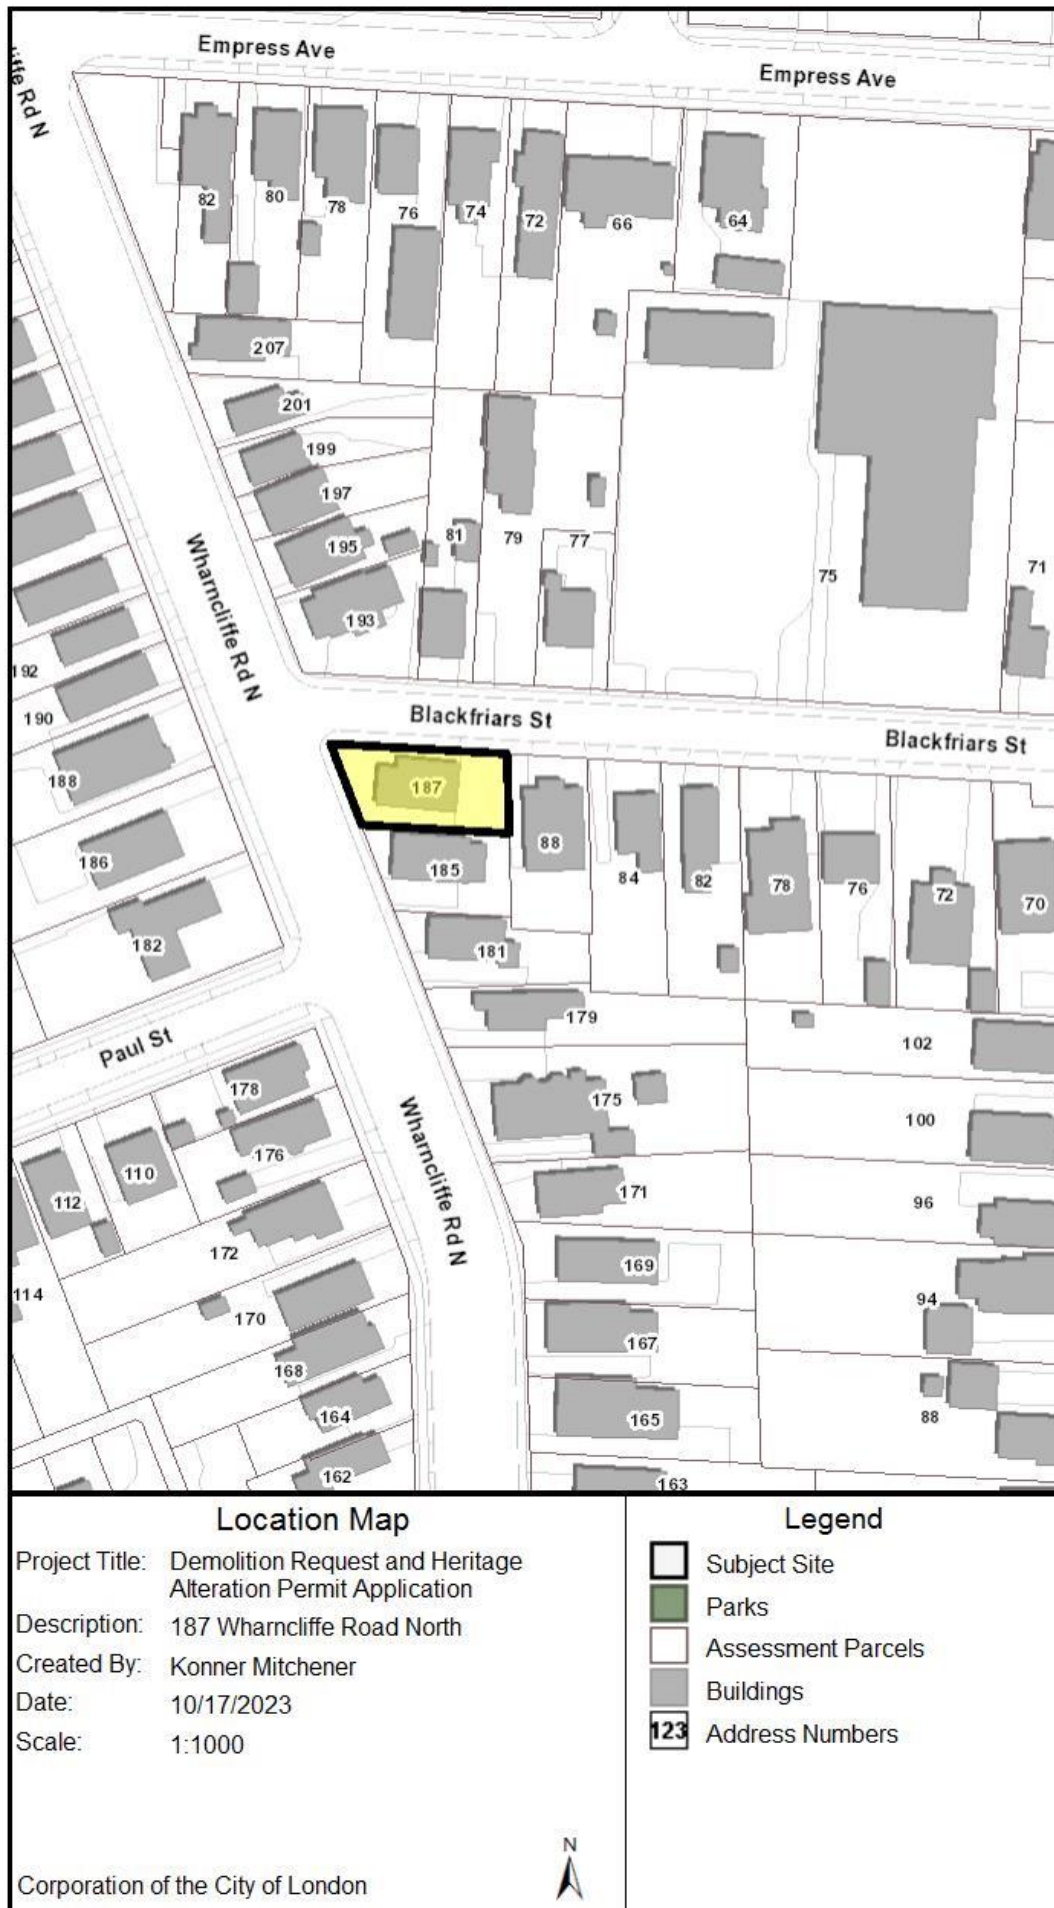 Empress Ave
Empress Ave
iffe Rd N
82
80
78
76
74
72
66
64
207
201
199
197
195
193
81
79
77
75
71
Wharncliffe Rd N
192
190
188
186
182
Blackfriars St
Blackfriars St
187
185
88
84
82
78
76
72
70
181
179
102
Paul St
178
175
100
110
176
112
171
96
Wharncliffe Rd N
172
169
114
94
170
167
168
88
164
165
162
163
Location Map
Project Title: Demolition Request and Heritage
Alteration Permit Application
Description: 187 Wharncliffe Road North
Created By: Konner Mitchener
Date: 10/17/2023
Scale: 1:1000
N
Corporation of the City of London
Legend
Subject Site
Parks
Assessment Parcels
Buildings
123 Address Numbers